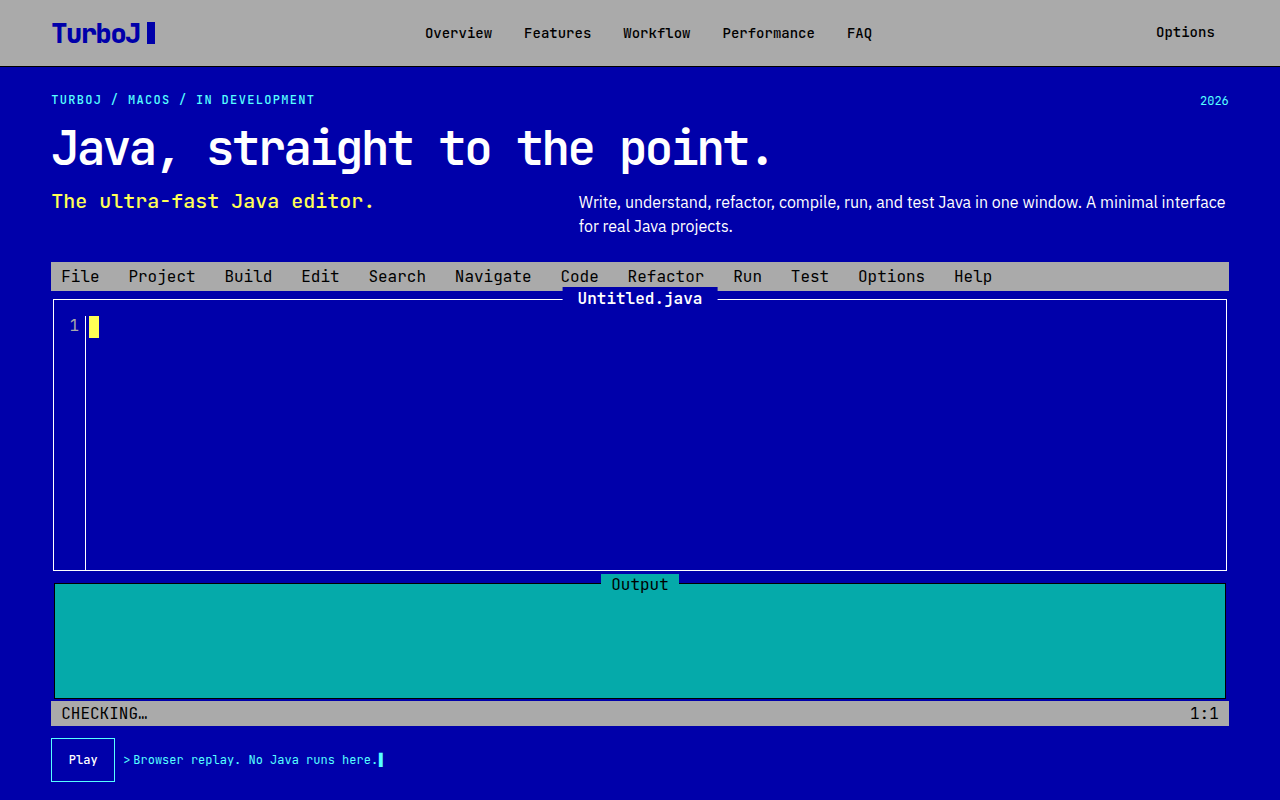 TurboJ
Overview Features Workflow Performance FAQ
Options
TURBOJ / MACOS / IN DEVELOPMENT
2026
Java, straight to the point.
The ultra-fast Java editor.
Write, understand, refactor, compile, run, and test Java in one window. A minimal interface
for real Java projects.
File Project Build Edit Search Navigate Code Refactor Run Test Options Help
Untitled.java
1
Output
CHECKING…
1:1
Play
> Browser replay. No Java runs here.